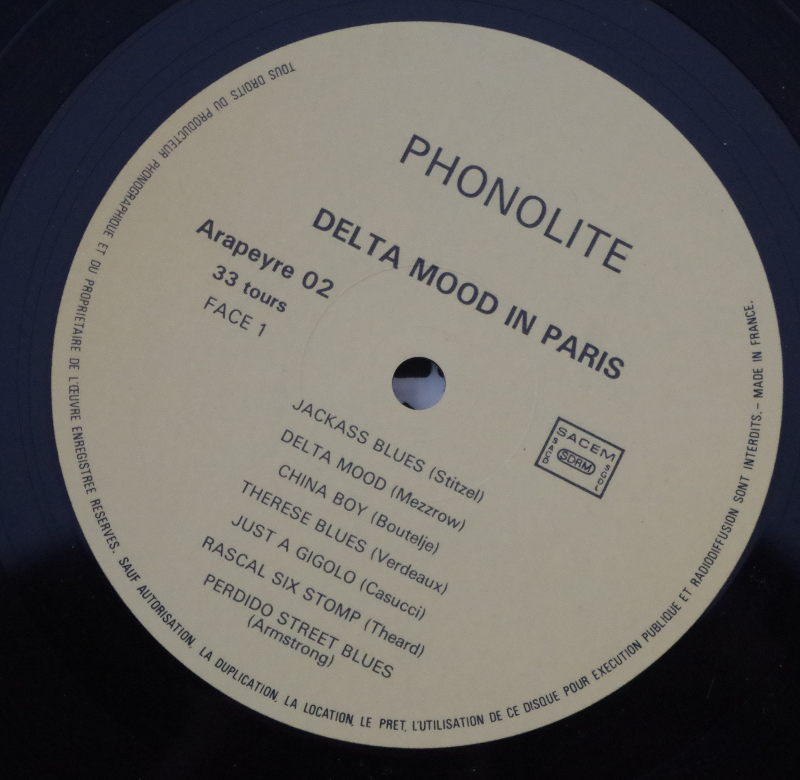 PHONOLITE
DELTA MOOD IN PARIS
Arapeyre 02
33 tours
FACE 1
SACEM
SACD
SDRM
SGDL
JACKASS BLUES (Stitzel)
DELTA MOOD (Mezzrow)
CHINA BOY (Boutelje)
THERESE BLUES (Verdeaux)
JUST A GIGOLO (Casucci)
RASCAL SIX STOMP (Theard)
PERDIDO STREET BLUES
(Armstrong)
TOUS DROITS DU PRODUCTEUR PHONOGRAPHIQUE ET DU PROPRIETAIRE DE L'ŒUVRE ENREGISTREE RESERVES. SAUF AUTORISATION, LA DUPLICATION, LA LOCATION, LE PRET, L'UTILISATION DE CE DISQUE POUR EXECUTION PUBLIQUE ET RADIODIFFUSION SONT INTERDITS. – MADE IN FRANCE.